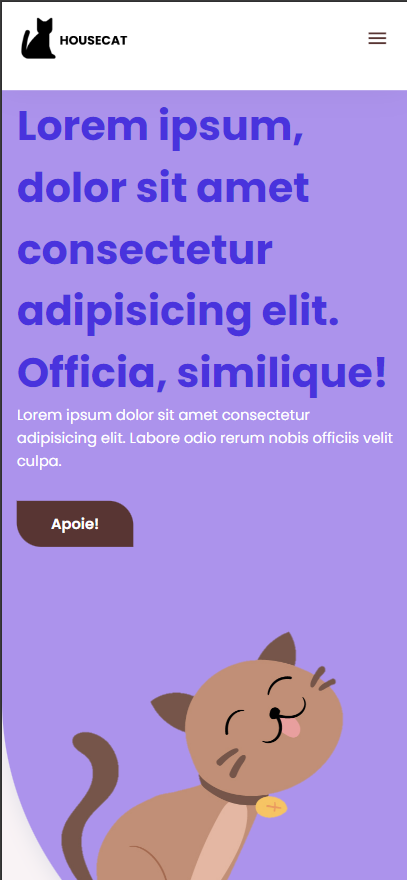 HOUSECAT
Lorem ipsum,
dolor sit amet
consectetur
adipisicing elit.
Officia, similique!
Lorem ipsum dolor sit amet consectetur
adipisicing elit. Labore odio rerum nobis officiis velit
culpa.
Apoie!